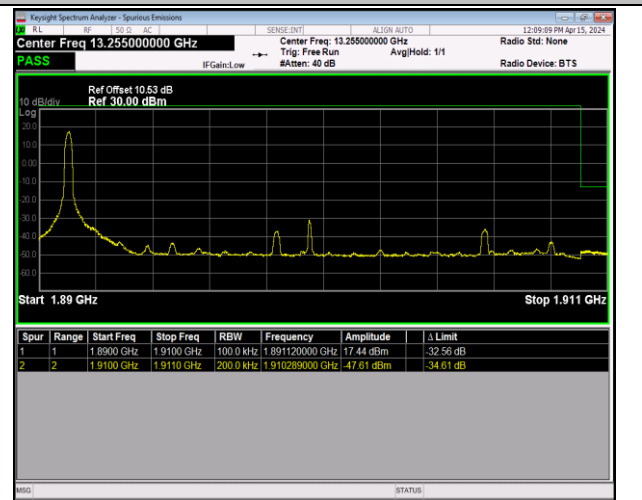 Keysight Spectrum Analyzer - Spurious Emissions
RL RF 50 Ω AC SENSE:INT ALIGN AUTO 12:09:09 PM Apr 15, 2024
Center Freq 13.255000000 GHz Center Freq: 13.255000000 GHz Radio Std: None
Trig: Free Run Avg|Hold: 1/1
PASS IFGain:Low #Atten: 40 dB Radio Device: BTS
Ref Offset 10.53 dB
10 dB/div Ref 30.00 dBm
Log
20.0
10.0
0.00
-10.0
-20.0
-30.0
-40.0
-50.0
-60.0
Start 1.89 GHz Stop 1.911 GHz
Spur Range Start Freq Stop Freq RBW Frequency Amplitude Δ Limit
1 1 1.8900 GHz 1.9100 GHz 100.0 kHz 1.891120000 GHz 17.44 dBm -32.56 dB
2 2 1.9100 GHz 1.9110 GHz 200.0 kHz 1.910289000 GHz -47.61 dBm -34.61 dB
MSG STATUS